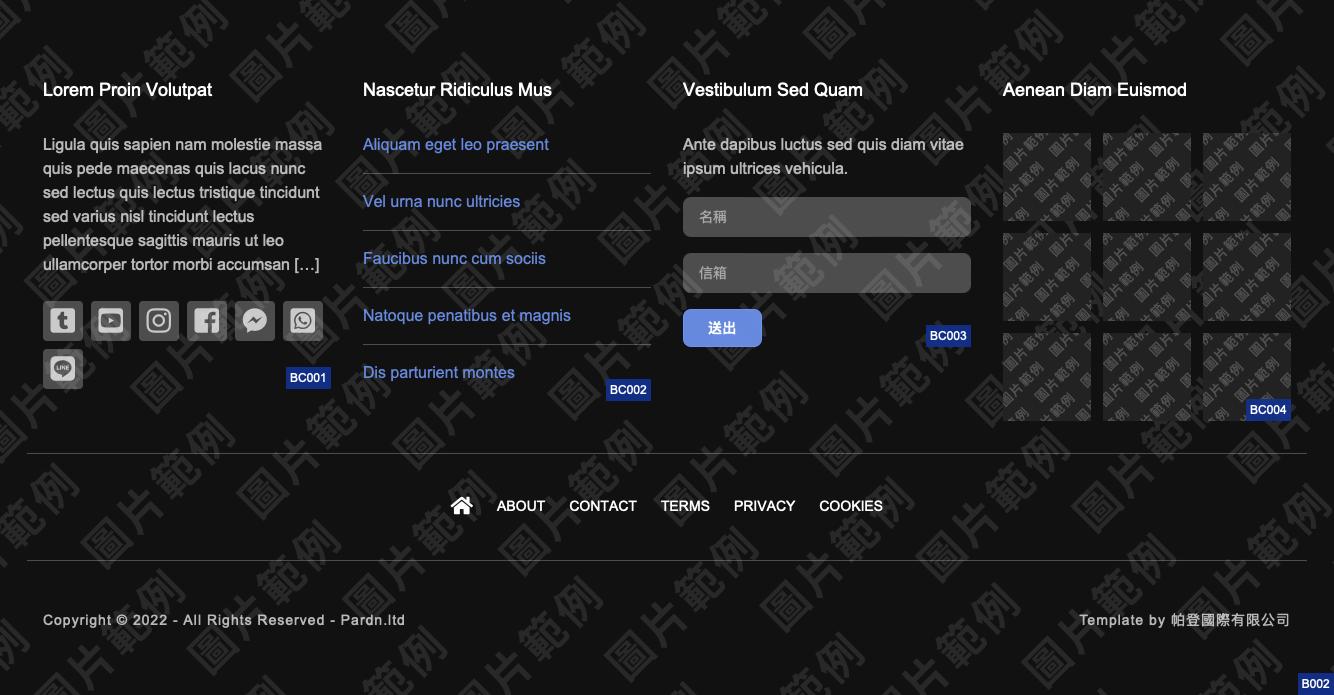 Lorem Proin Volutpat
Ligula quis sapien nam molestie massa
quis pede maecenas quis lacus nunc
sed lectus quis lectus tristique tincidunt
sed varius nisl tincidunt lectus
pellentesque sagittis mauris ut leo
ullamcorper tortor morbi accumsan […]
LINE
BC001
Nascetur Ridiculus Mus
Aliquam eget leo praesent
Vel urna nunc ultricies
Faucibus nunc cum sociis
Natoque penatibus et magnis
Dis parturient montes
BC002
Vestibulum Sed Quam
Ante dapibus luctus sed quis diam vitae
ipsum ultrices vehicula.
名稱
信箱
送出
BC003
Aenean Diam Euismod
圖片範例
BC004
ABOUT CONTACT TERMS PRIVACY COOKIES
Copyright © 2022 - All Rights Reserved - Pardn.ltd
Template by 帕登國際有限公司
B002